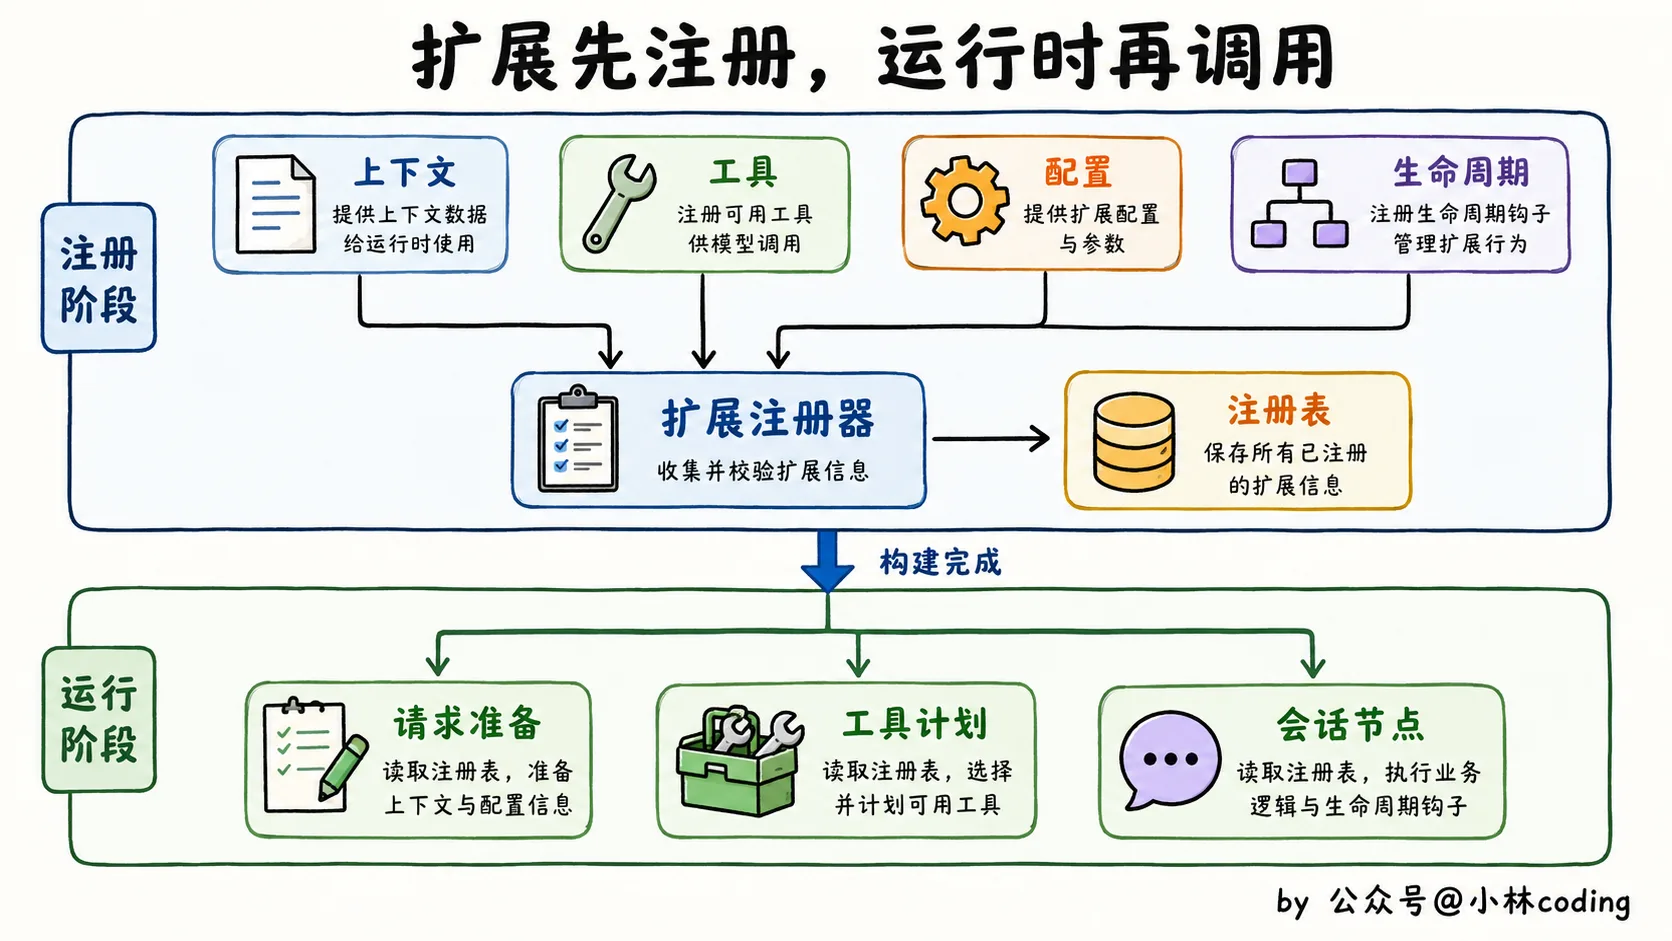 扩展先注册，运行时再调用
注册
阶段
上下文
提供上下文数据
给运行时使用
工具
注册可用工具
供模型调用
配置
提供扩展配置
与参数
生命周期
注册生命周期钩子
管理扩展行为
扩展注册器
收集并校验扩展信息
注册表
保存所有已注册
的扩展信息
构建完成
运行
阶段
请求准备
读取注册表，准备
上下文与配置信息
工具计划
读取注册表，选择
并计划可用工具
会话节点
读取注册表，执行业务
逻辑与生命周期钩子
by 公众号@小林coding